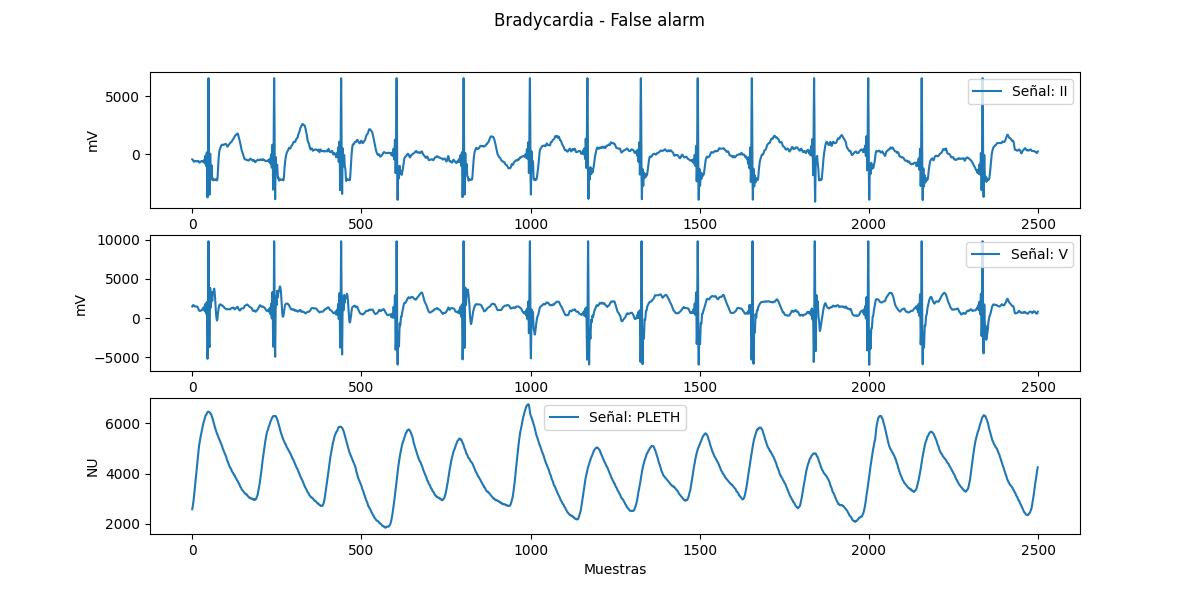 Bradycardia - False alarm
5000
0
mV
Señal: II
0 500 1000 1500 2000 2500
10000
5000
0
−5000
mV
Señal: V
0 500 1000 1500 2000 2500
6000
4000
2000
NU
Señal: PLETH
0 500 1000 1500 2000 2500
Muestras